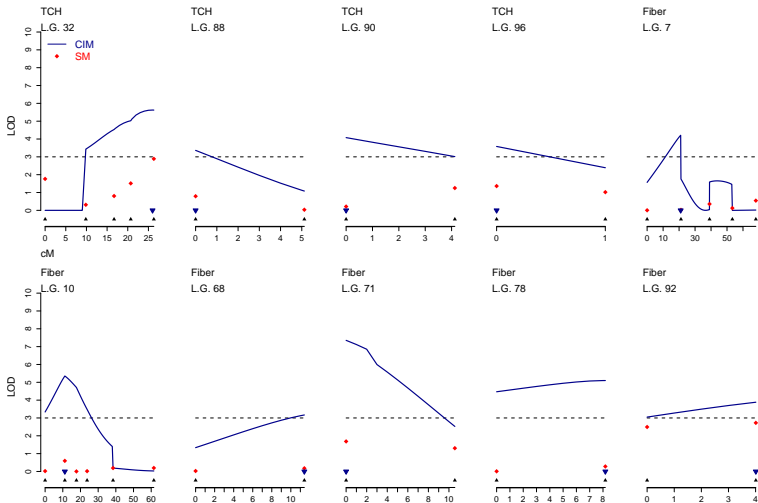 TCH TCH TCH TCH Fiber
L.G. 32 L.G. 88 L.G. 90 L.G. 96 L.G. 7
CIM
SM
LOD
0 1 2 3 4 5 6 7 8 9 10
0 5 10 15 20 25
0 1 2 3 4 5
0 1 2 3 4
0 1
0 10 20 30 50
cM
Fiber Fiber Fiber Fiber Fiber
L.G. 10 L.G. 68 L.G. 71 L.G. 78 L.G. 92
LOD
0 1 2 3 4 5 6 7 8 9 10
0 10 20 30 40 50 60
0 2 4 6 8 10
0 2 4 6 8 10
0 1 2 3 4 5 6 7 8
0 1 2 3 4